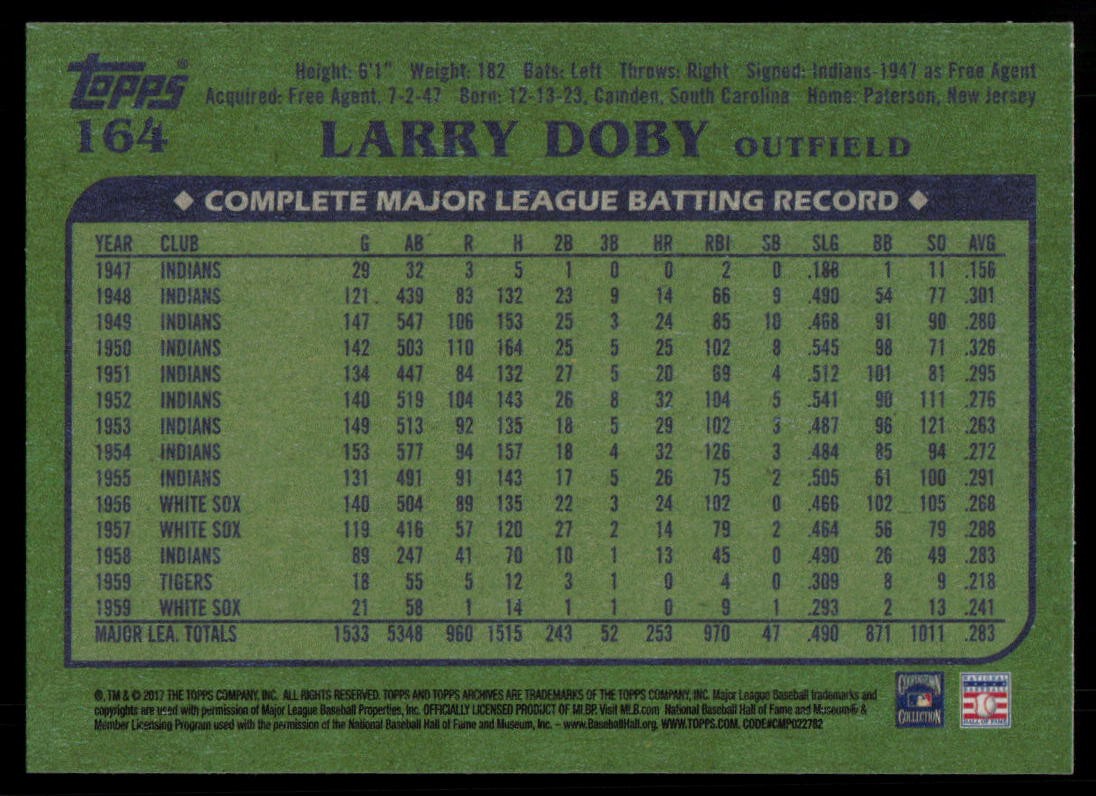 Topps®
164
Height: 6'1" Weight: 182 Bats: Left Throws: Right Signed: Indians-1947 as Free Agent
Acquired: Free Agent, 7-2-47 Born: 12-13-23, Camden, South Carolina Home: Paterson, New Jersey
LARRY DOBY OUTFIELD
◆ COMPLETE MAJOR LEAGUE BATTING RECORD ◆
YEAR CLUB G AB R H 2B 3B HR RBI SB SLG BB SO AVG
1947 INDIANS 29 32 3 5 1 0 0 2 0 .188 1 11 .156
1948 INDIANS 121 439 83 132 23 9 14 66 9 .490 54 77 .301
1949 INDIANS 147 547 106 153 25 3 24 85 10 .468 91 90 .280
1950 INDIANS 142 503 110 164 25 5 25 102 8 .545 98 71 .326
1951 INDIANS 134 447 84 132 27 5 20 69 4 .512 101 81 .295
1952 INDIANS 140 519 104 143 26 8 32 104 5 .541 90 111 .276
1953 INDIANS 149 513 92 135 18 5 29 102 3 .487 96 121 .263
1954 INDIANS 153 577 94 157 18 4 32 126 3 .484 85 94 .272
1955 INDIANS 131 491 91 143 17 5 26 75 2 .505 61 100 .291
1956 WHITE SOX 140 504 89 135 22 3 24 102 0 .466 102 105 .268
1957 WHITE SOX 119 416 57 120 27 2 14 79 2 .464 56 79 .288
1958 INDIANS 89 247 41 70 10 1 13 45 0 .490 26 49 .283
1959 TIGERS 18 55 5 12 3 1 0 4 0 .309 8 9 .218
1959 WHITE SOX 21 58 1 14 1 1 0 9 1 .293 2 13 .241
MAJOR LEA. TOTALS 1533 5348 960 1515 243 52 253 970 47 .490 871 1011 .283
®, TM & © 2017 THE TOPPS COMPANY, INC. ALL RIGHTS RESERVED. TOPPS AND TOPPS ARCHIVES ARE TRADEMARKS OF THE TOPPS COMPANY, INC. Major League Baseball trademarks and
copyrights are used with permission of Major League Baseball Properties, Inc. OFFICIALLY LICENSED PRODUCT OF MLBP. Visit MLB.com National Baseball Hall of Fame and Museum® &
Member Licensing Program used with the permission of the National Baseball Hall of Fame and Museum, Inc. – www.BaseballHall.org. WWW.TOPPS.COM. CODE#CMP022782
COOPERSTOWN
COLLECTION
NATIONAL
BASEBALL
HALL OF FAME